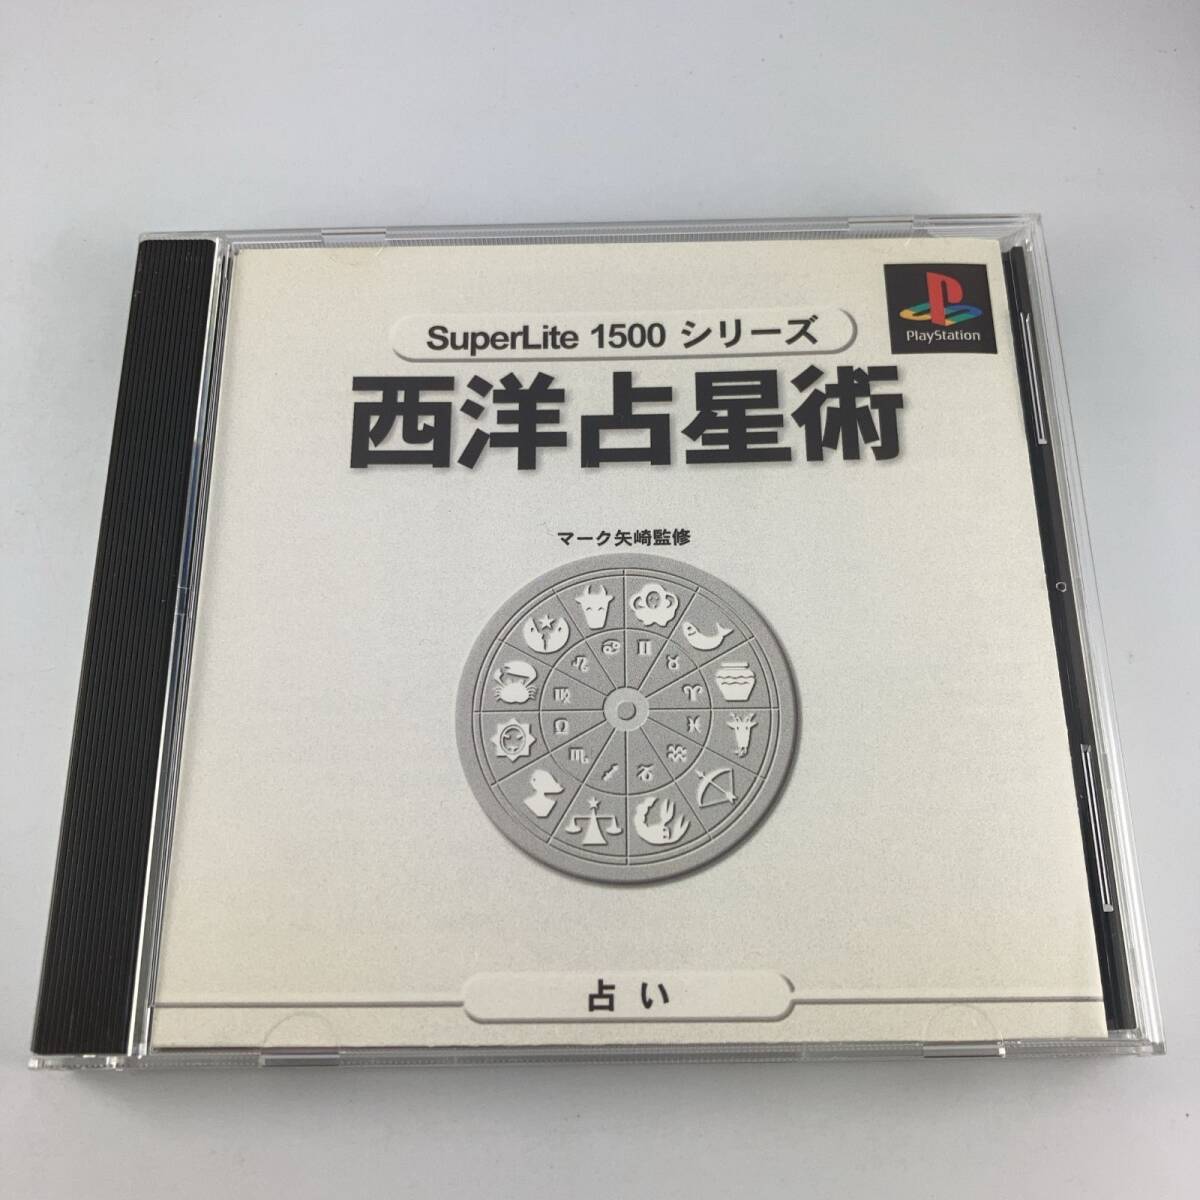 PlayStation
SuperLite 1500 シリーズ
西洋占星術
マーク矢崎監修
占い